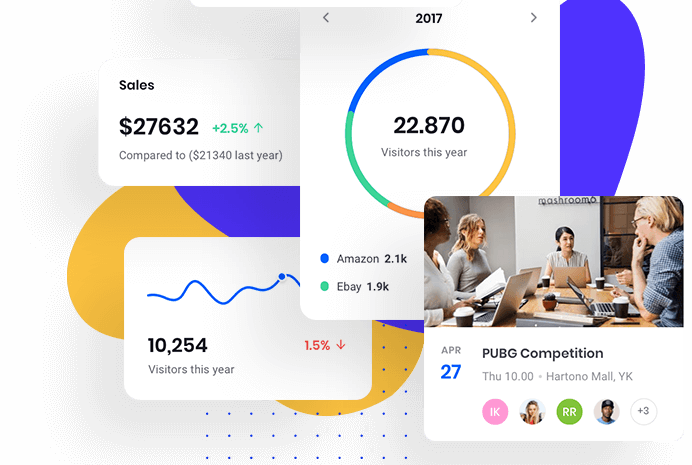 2017
Sales
$27632 +2.5%
Compared to ($21340 last year)
22.870
Visitors this year
Amazon 2.1k
Ebay 1.9k
10,254 1.5%
Visitors this year
mashroomo
APR
27
PUBG Competition
Thu 10.00 • Hartono Mall, YK
IK
RR
+3